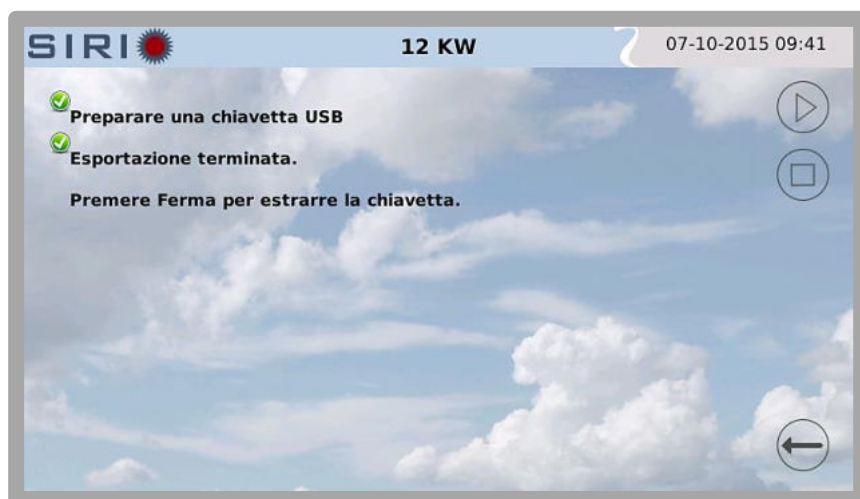 SIRI
12 KW
07-10-2015 09:41
Preparare una chiavetta USB
Esportazione terminata.
Premere Ferma per estrarre la chiavetta.